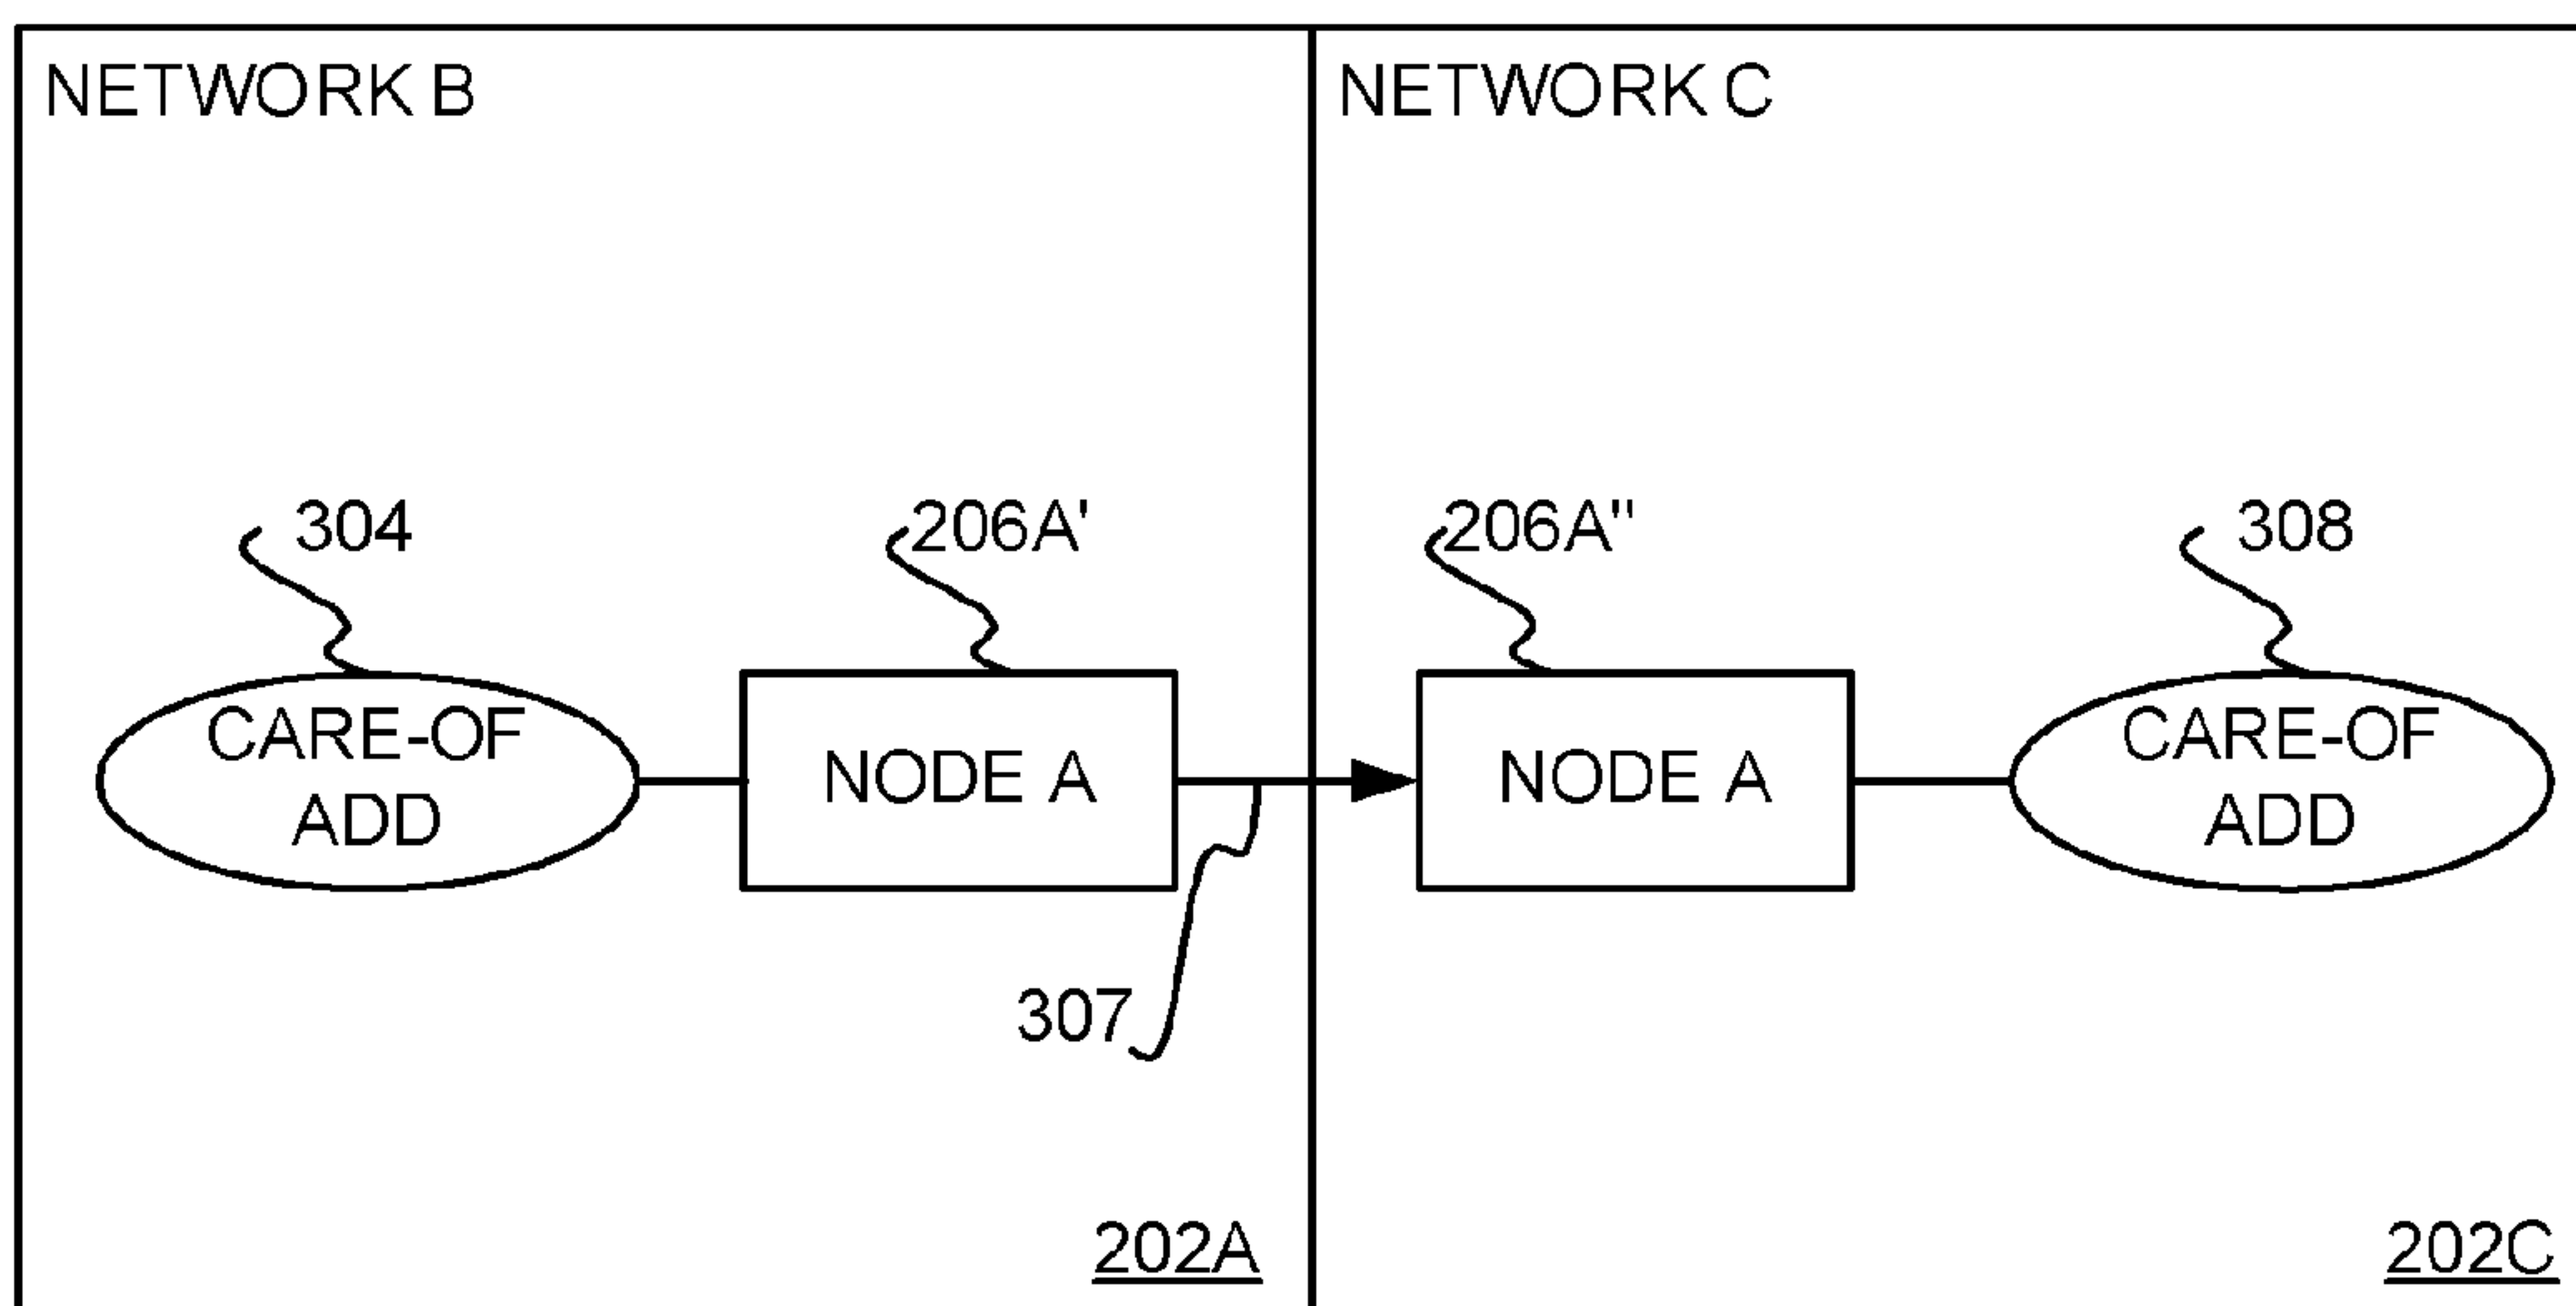 NETWORK B
NETWORK C
304
206A'
206A"
308
CARE-OF
ADD
NODE A
NODE A
CARE-OF
ADD
307
202A
202C